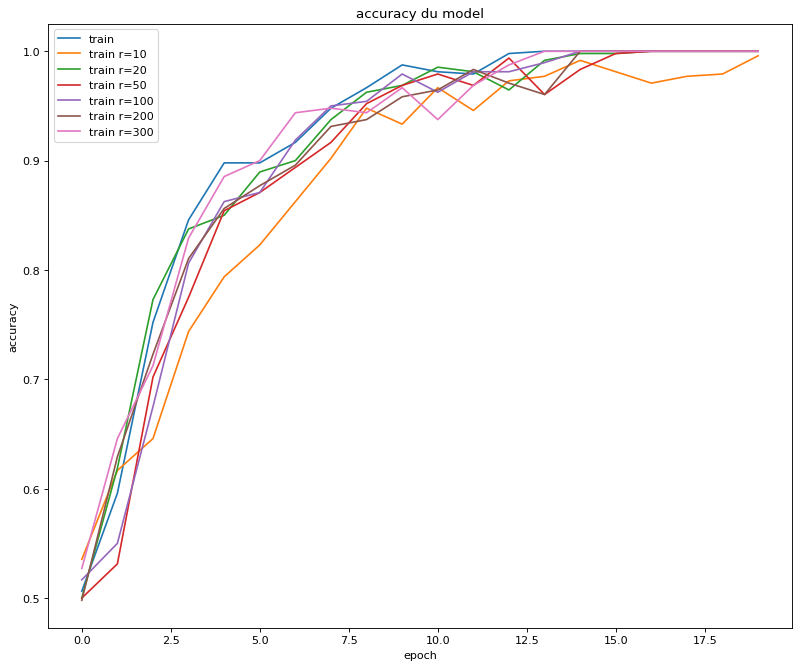 accuracy du model
train
train r=10
train r=20
train r=50
train r=100
train r=200
train r=300
accuracy
1.0
0.9
0.8
0.7
0.6
0.5
0.0 2.5 5.0 7.5 10.0 12.5 15.0 17.5
epoch